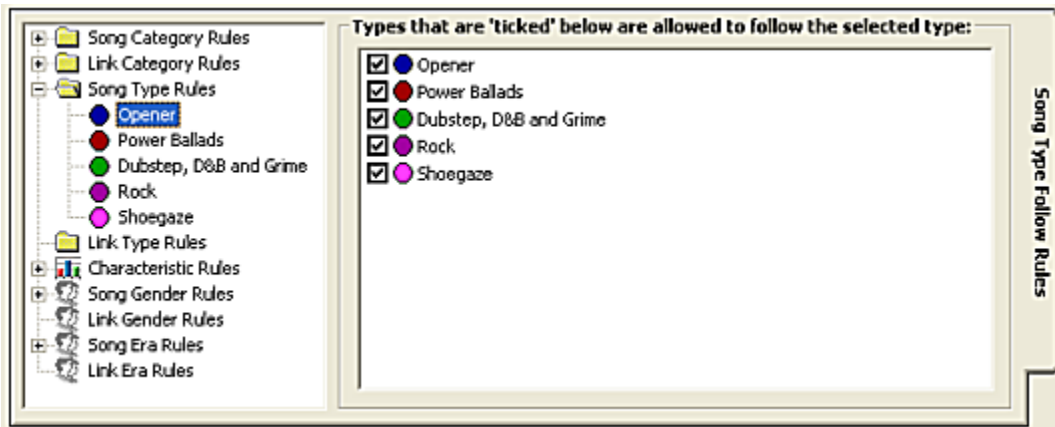 Song Category Rules
Link Category Rules
Song Type Rules
Opener
Power Ballads
Dubstep, D&B and Grime
Rock
Shoegaze
Link Type Rules
Characteristic Rules
Song Gender Rules
Link Gender Rules
Song Era Rules
Link Era Rules
Types that are 'ticked' below are allowed to follow the selected type:
Opener
Power Ballads
Dubstep, D&B and Grime
Rock
Shoegaze
Song Type Follow Rules